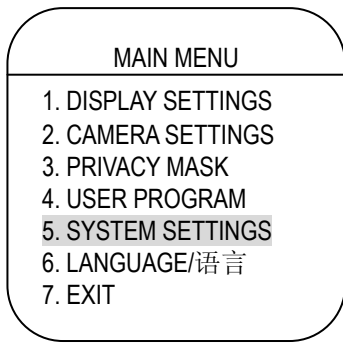 MAIN MENU
1. DISPLAY SETTINGS
2. CAMERA SETTINGS
3. PRIVACY MASK
4. USER PROGRAM
5. SYSTEM SETTINGS
6. LANGUAGE/语言
7. EXIT